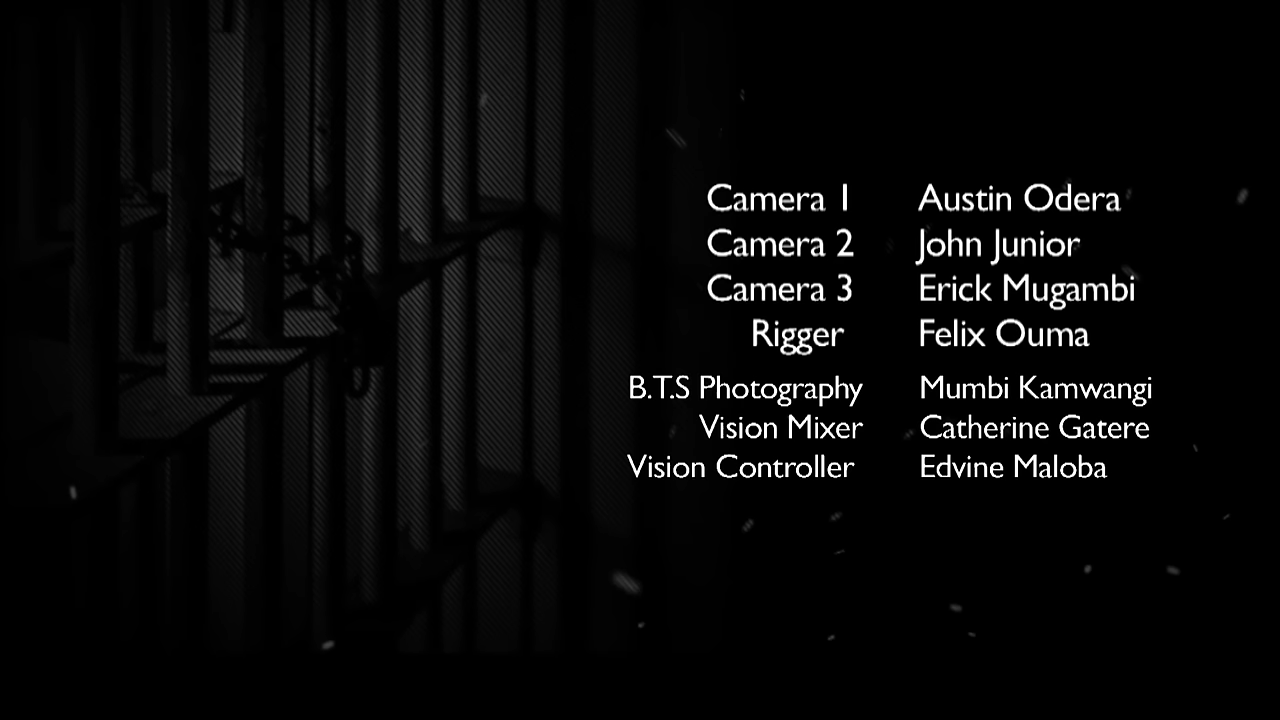 Camera 1 Austin Odera
Camera 2 John Junior
Camera 3 Erick Mugambi
Rigger Felix Ouma
B.T.S Photography Mumbi Kamwangi
Vision Mixer Catherine Gatere
Vision Controller Edvine Maloba